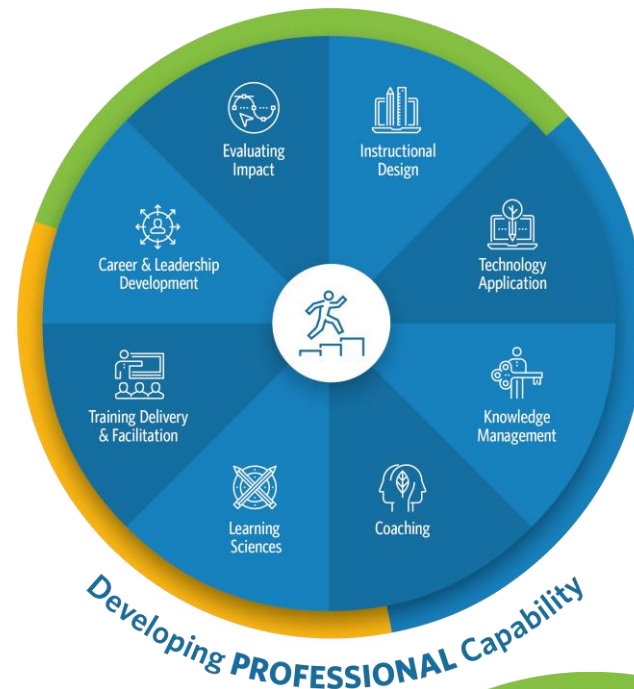 Evaluating
Impact
Instructional
Design
Technology
Application
Knowledge
Management
Coaching
Learning
Sciences
Training Delivery
& Facilitation
Career & Leadership
Development
Developing PROFESSIONAL Capability